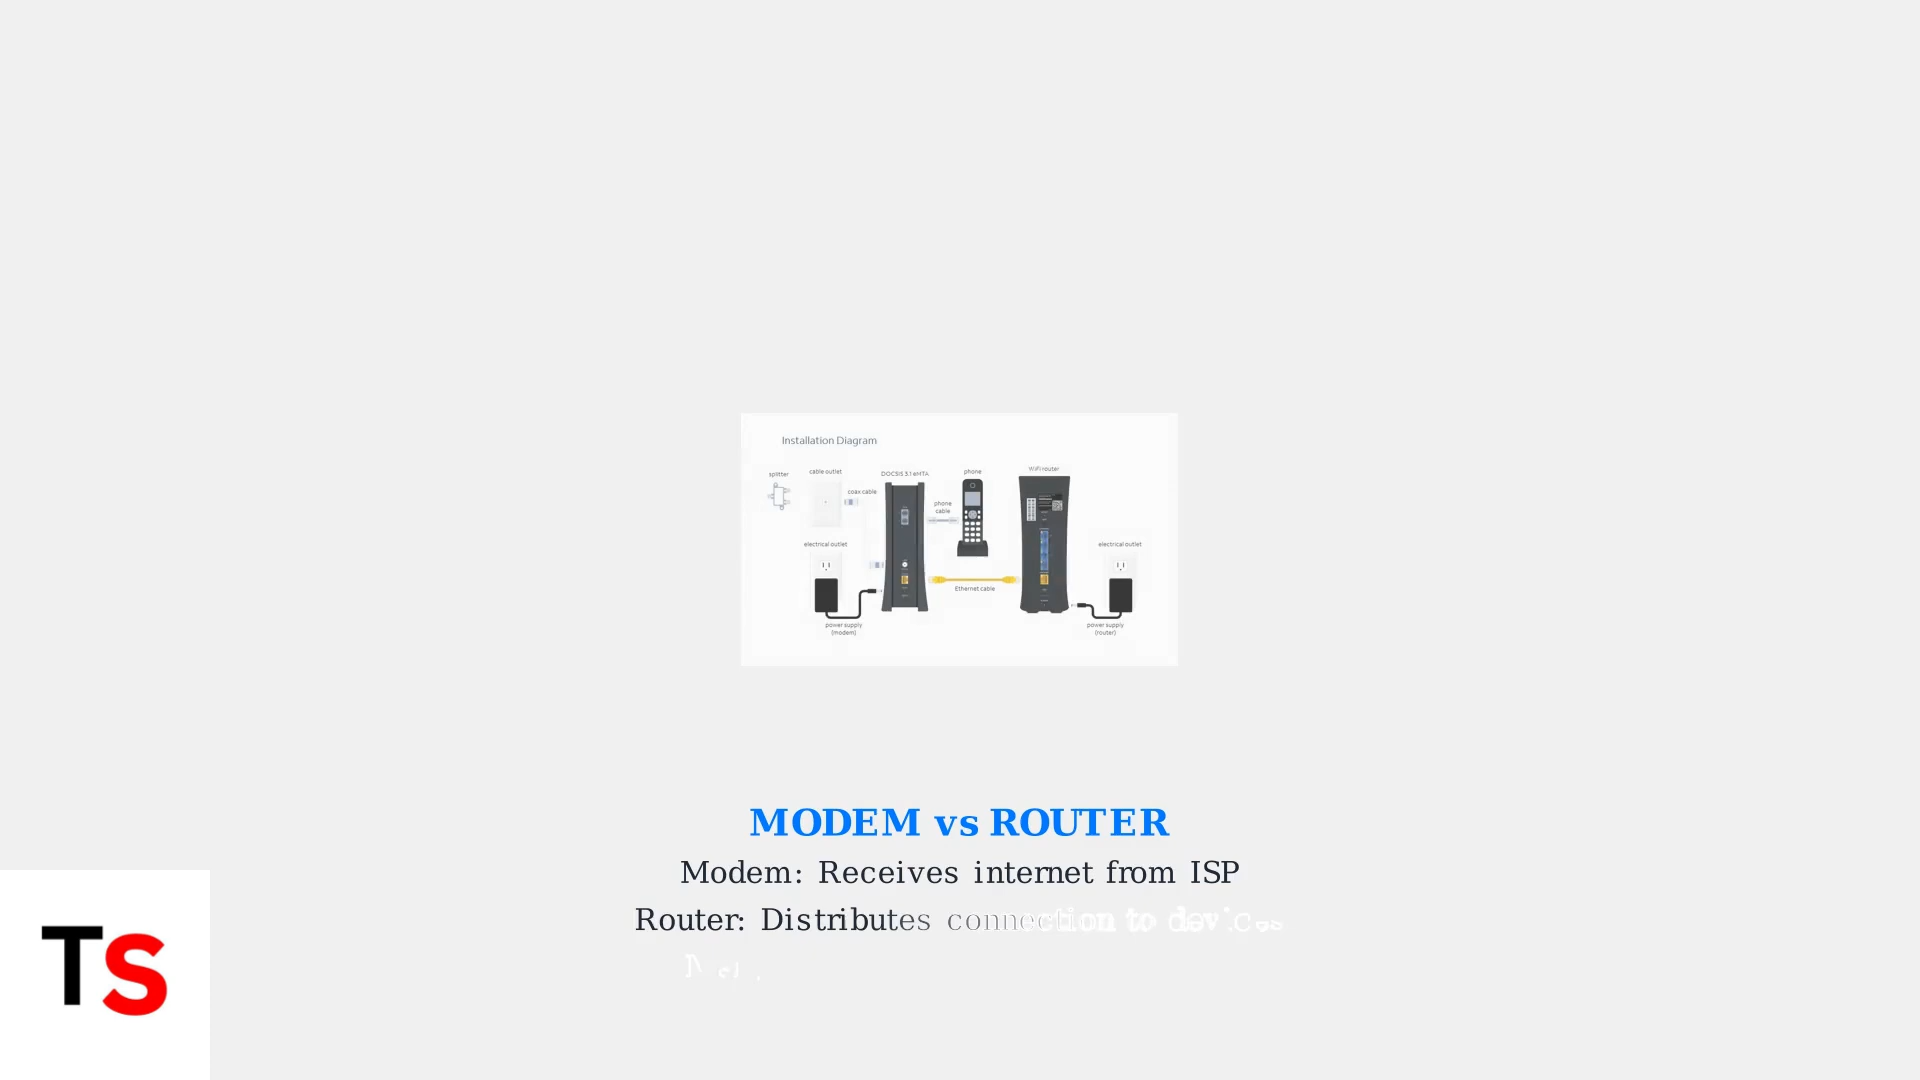 Installation Diagram
splitter
cable outlet
coax cable
DOCSIS 3.1 eMTA
phone
WiFi router
phone
cable
electrical outlet
electrical outlet
Ethernet cable
power supply
(modem)
power supply
(router)
MODEM vs ROUTER
Modem: Receives internet from ISP
Router: Distributes connection to devices
TS